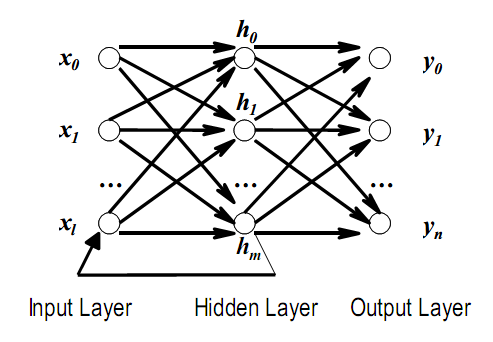 h0
x0 y0
h1
x1 y1
... ... ...
xl yn
hm
Input Layer Hidden Layer Output Layer